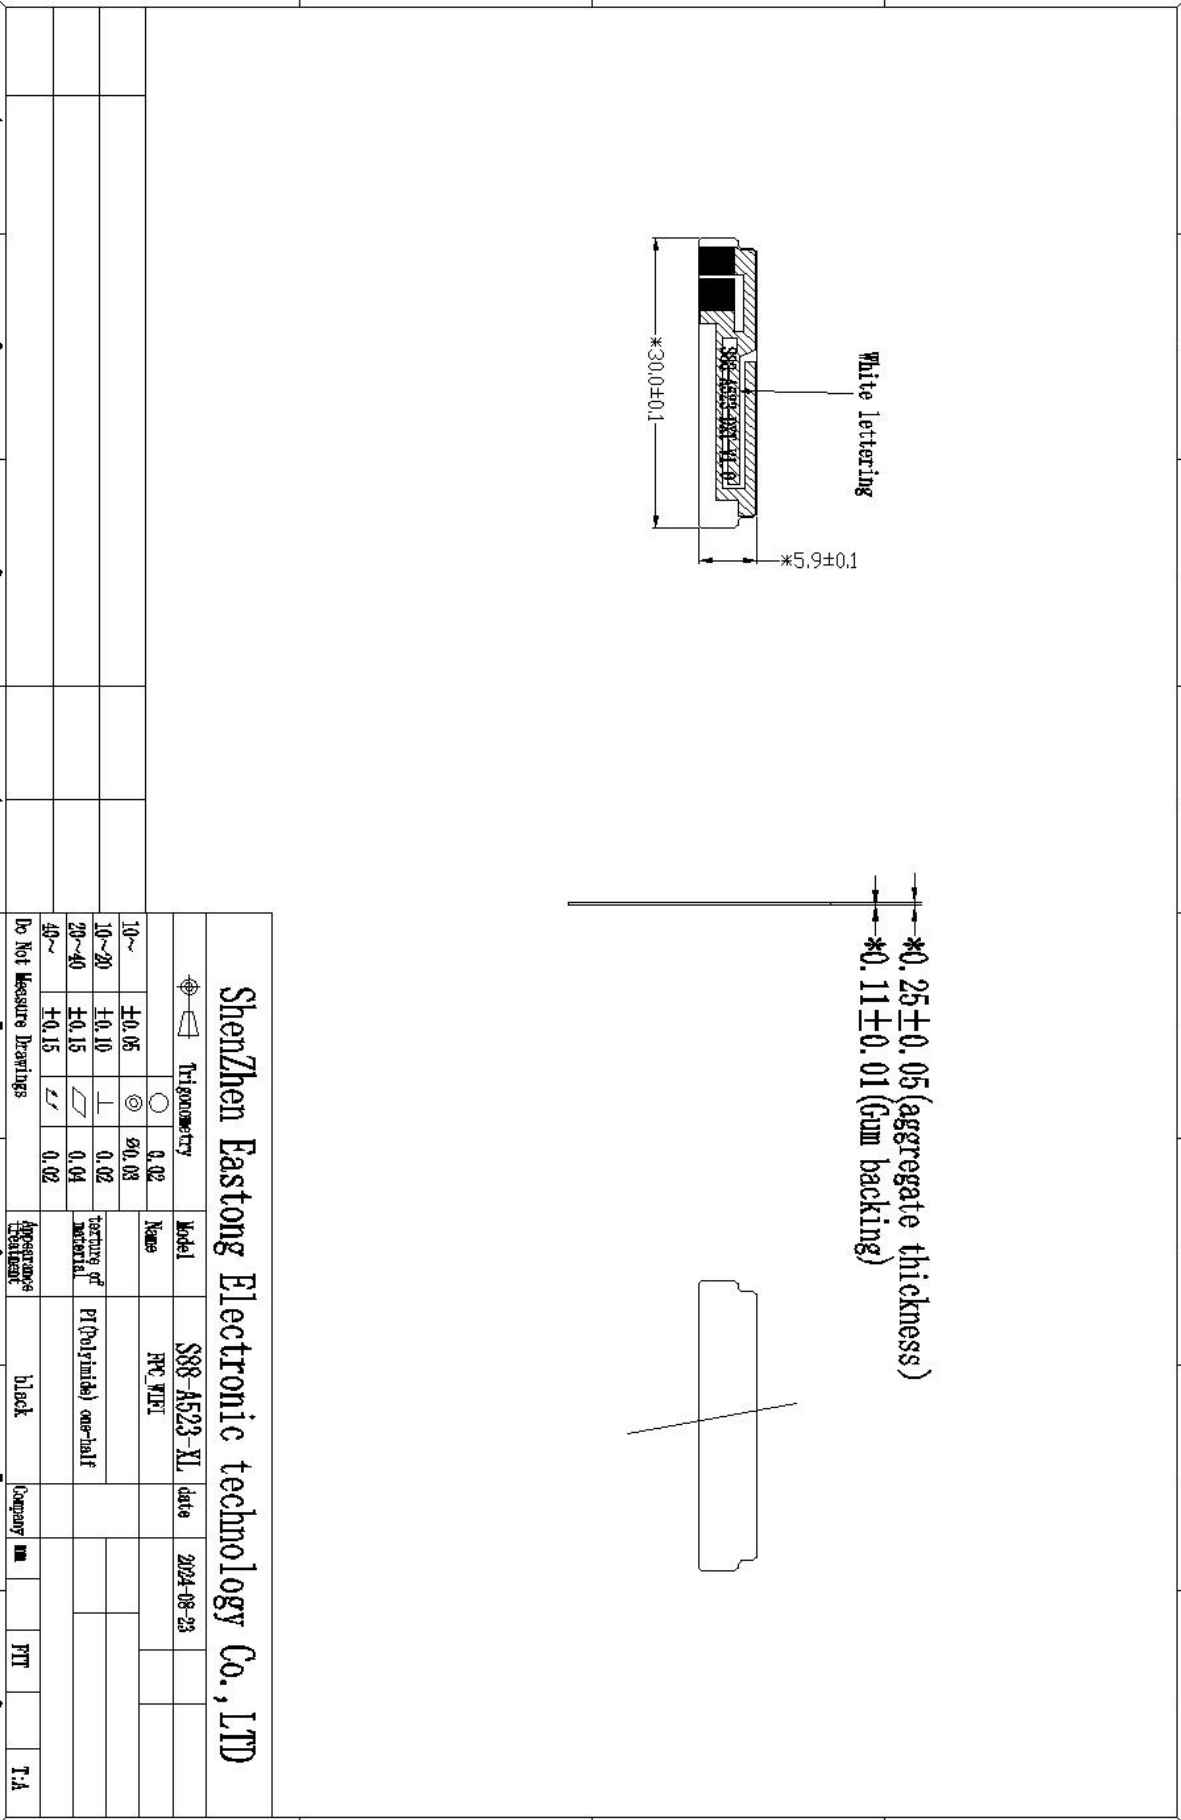 White lettering
*30.0±0.1
*5.9±0.1
*0.25±0.05(aggregate thickness)
*0.11±0.01(Gum backing)
ShenZhen Eastong Electronic technology Co.,LTD
Trigonometry Model S88-A523-XL date 2024-08-23
0.02 Name FPC_WIFI
10~ ±0.05 Ø0.03
10~20 ±0.10 0.02 texture of
material PI(Polyimide) one-half
20~40 ±0.15 0.04
40~ ±0.15 0.02
Do Not Measure Drawings Appearance
treatment black Company mm FTT T:A